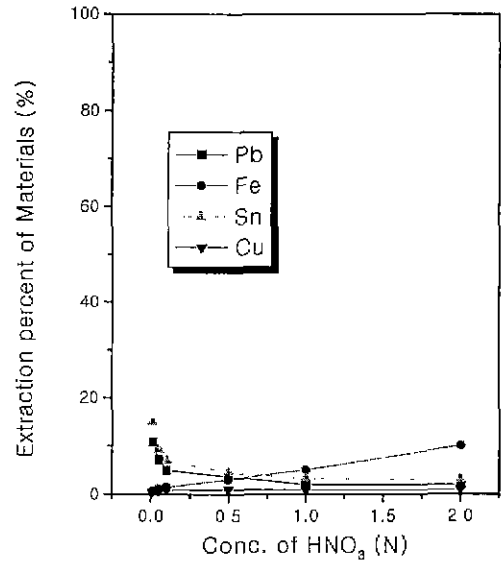 Extraction percent of Materials (%)
100
80
60
40
20
0
Pb
Fe
Sn
Cu
0.0 0.5 1.0 1.5 2.0
Conc. of HNO₃ (N)